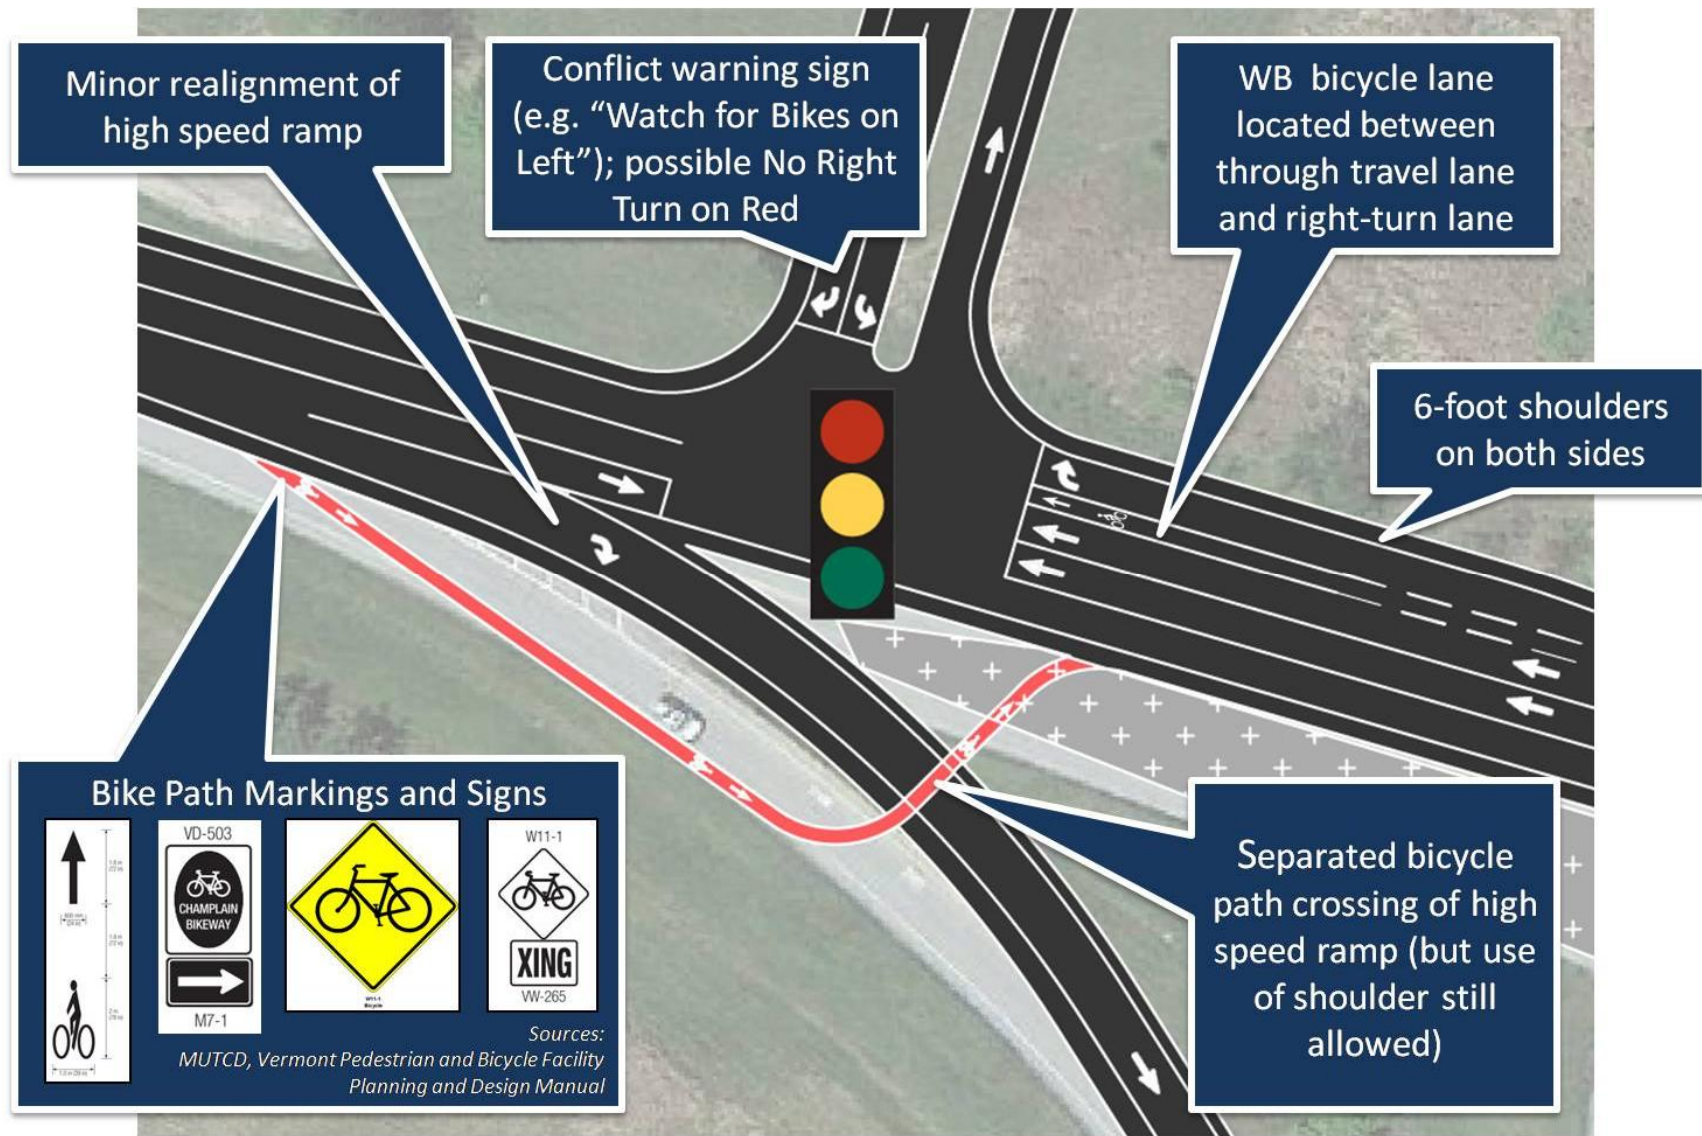 Minor realignment of
high speed ramp
Conflict warning sign
(e.g. “Watch for Bikes on
Left”); possible No Right
Turn on Red
WB  bicycle lane
located between
through travel lane
and right-turn lane
6-foot shoulders
on both sides
Bike Path Markings and Signs
VD-503
CHAMPLAIN
BIKEWAY
M7-1
W11-1
Bicycle
W11-1
XING
VW-265
Sources:
MUTCD, Vermont Pedestrian and Bicycle Facility
Planning and Design Manual
Separated bicycle
path crossing of high
speed ramp (but use
of shoulder still
allowed)